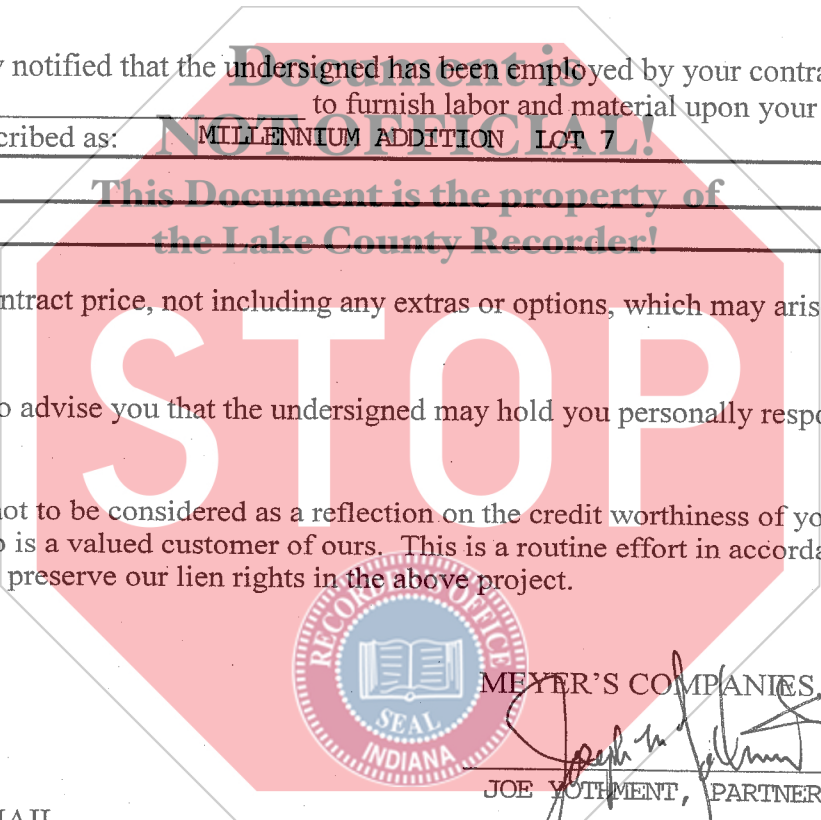 Document is
y notified that the undersigned has been employed by your contra
to furnish labor and material upon your
NOT OFFICIAL!
cribed as: MILLENNIUM ADDITION LOT 7
This Document is the property of
the Lake County Recorder!
ntract price, not including any extras or options, which may aris
STOP
o advise you that the undersigned may hold you personally respo
ot to be considered as a reflection on the credit worthiness of yo
o is a valued customer of ours. This is a routine effort in accorda
preserve our lien rights in the above project.
RECORDER'S OFFICE
SEAL
INDIANA
MEYER'S COMPANIES,
JOE YOTHMENT, PARTNER